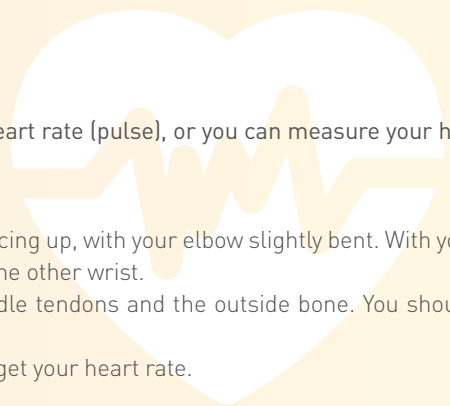 eart rate (pulse), or you can measure your h
cing up, with your elbow slightly bent. With yo
ne other wrist.
dle tendons and the outside bone. You shou
get your heart rate.